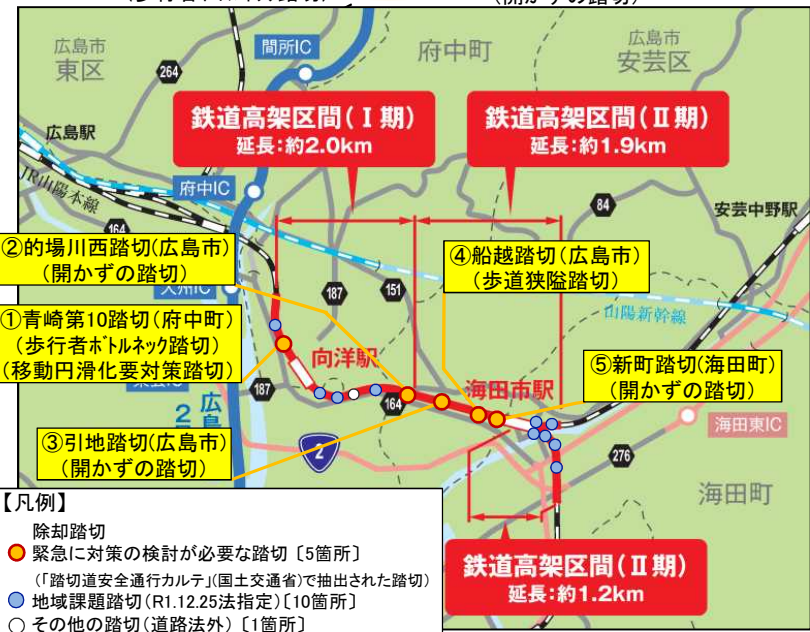 (開かずの踏切)
広島市
東区
264
間所IC
府中町
広島市
安芸区
鉄道高架区間(Ⅰ期)
延長:約2.0km
鉄道高架区間(Ⅱ期)
延長:約1.9km
広島駅
JR山陽本線
164
府中IC
84
安芸中野駅
②的場川西踏切(広島市)
(開かずの踏切)
④船越踏切(広島市)
(歩道狭隘踏切)
187
151
山陽新幹線
①青崎第10踏切(府中町)
(歩行者ボトルネック踏切)
(移動円滑化要対策踏切)
向洋駅
海田市駅
⑤新町踏切(海田町)
(開かずの踏切)
187
164
広島
2
海田東IC
③引地踏切(広島市)
(開かずの踏切)
2
276
海田町
【凡例】
除却踏切
緊急に対策の検討が必要な踏切〔5箇所〕
(「踏切道安全通行カルテ」(国土交通省)で抽出された踏切)
地域課題踏切(R1.12.25法指定)〔10箇所〕
その他の踏切(道路法外)〔1箇所〕
鉄道高架区間(Ⅱ期)
延長:約1.2km